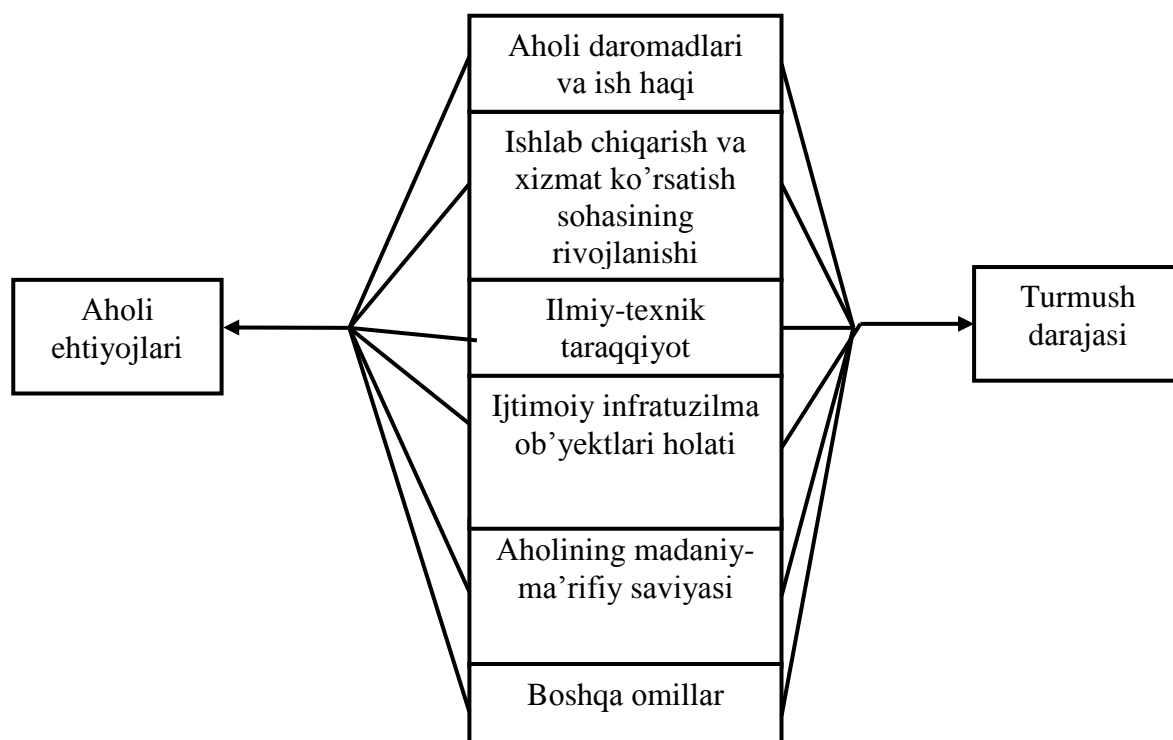 Aholi daromadlari
va ish haqi
Ishlab chiqarish va
xizmat ko’rsatish
sohasining
rivojlanishi
Aholi
ehtiyojlari
Ilmiy-texnik
taraqqiyot
Turmush
darajasi
Ijtimoiy infratuzilma
ob’yektlari holati
Aholining madaniy-
ma’rifiy saviyasi
Boshqa omillar